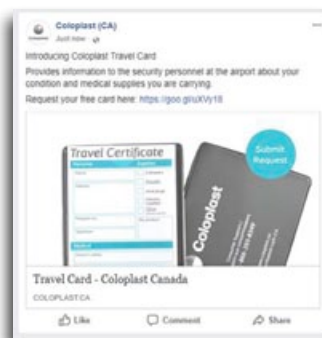 Coloplast (CA)
Just now
Introducing Coloplast Travel Card
Provides information to the security personnel at the airport about your
condition and medical supplies you are carrying.
Request your free card here: https://goo.gl/uXVy18
Travel Certificate
Submit
Request
Coloplast
Travel Card - Coloplast Canada
COLOPLAST.CA
Like
Comment
Share